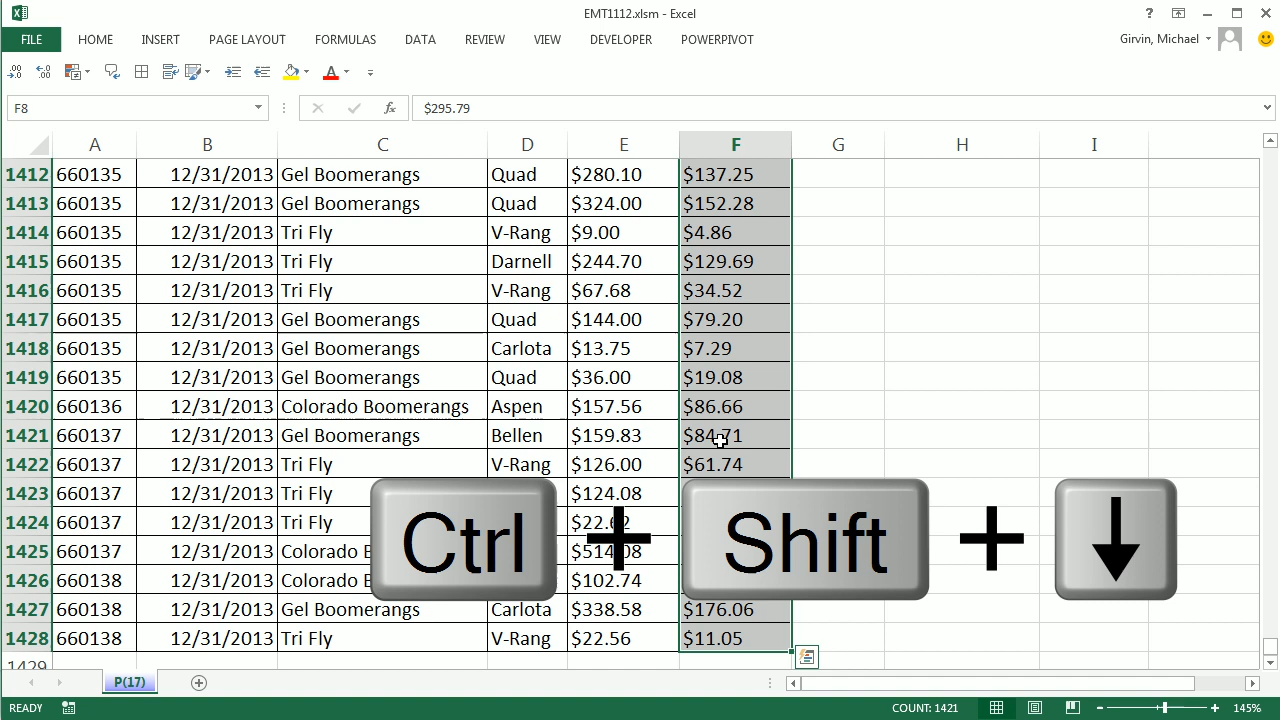 EMT1112.xlsm - Excel
FILE HOME INSERT PAGE LAYOUT FORMULAS DATA REVIEW VIEW DEVELOPER POWERPIVOT Girvin, Michael
F8 fx $295.79
A B C D E F G H I
1412 660135 12/31/2013 Gel Boomerangs Quad $280.10 $137.25
1413 660135 12/31/2013 Gel Boomerangs Quad $324.00 $152.28
1414 660135 12/31/2013 Tri Fly V-Rang $9.00 $4.86
1415 660135 12/31/2013 Tri Fly Darnell $244.70 $129.69
1416 660135 12/31/2013 Tri Fly V-Rang $67.68 $34.52
1417 660135 12/31/2013 Gel Boomerangs Quad $144.00 $79.20
1418 660135 12/31/2013 Gel Boomerangs Carlota $13.75 $7.29
1419 660135 12/31/2013 Gel Boomerangs Quad $36.00 $19.08
1420 660136 12/31/2013 Colorado Boomerangs Aspen $157.56 $86.66
1421 660137 12/31/2013 Gel Boomerangs Bellen $159.83 $84.71
1422 660137 12/31/2013 Tri Fly V-Rang $126.00 $61.74
1423 660137 12/31/2013 Tri Fly $124.08
1424 660137 12/31/2013 Tri Fly
1425 660137 12/31/2013 Colorado
1426 660138 12/31/2013 Colorado $102.74
Ctrl + Shift + ↓
1427 660138 12/31/2013 Gel Boomerangs Carlota $338.58 $176.06
1428 660138 12/31/2013 Tri Fly V-Rang $22.56 $11.05
1429
P(17)
READY COUNT: 1421 145%